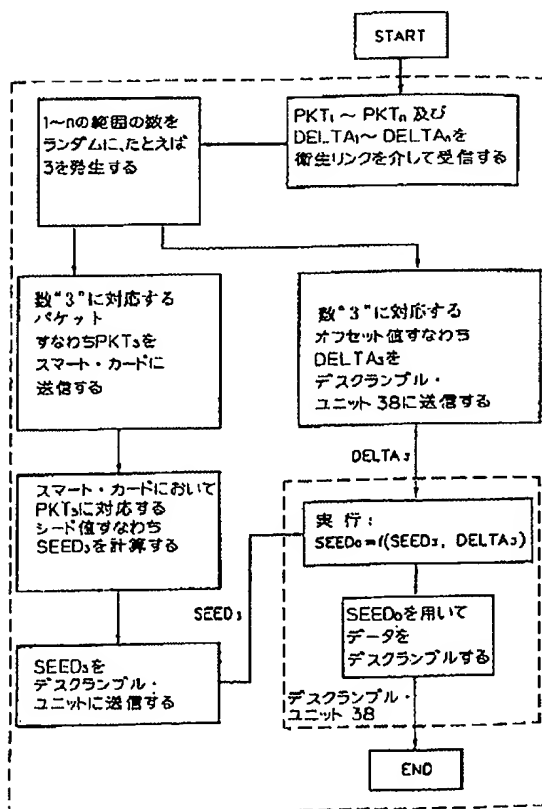 START
PKT₁ ~ PKTₙ 及び
DELTA₁~ DELTAₙを
衛生リンクを介して受信する
1~nの範囲の数を
ランダムに、たとえば
3を発生する
数"3"に対応する
パケット
すなわちPKT₃を
スマート・カードに
送信する
数"3"に対応する
オフセット値すなわち
DELTA₃を
デスクランブル・
ユニット 38に送信する
DELTA₃
スマート・カードにおいて
PKT₃に対応する
シード値すなわち
SEED₃を計算する
実行:
SEED₀=f(SEED₃, DELTA₃)
SEED₃
SEED₀を用いて
データを
デスクランブルする
SEED₃を
デスクランブル・
ユニットに送信する
デスクランブル・
ユニット 38
END